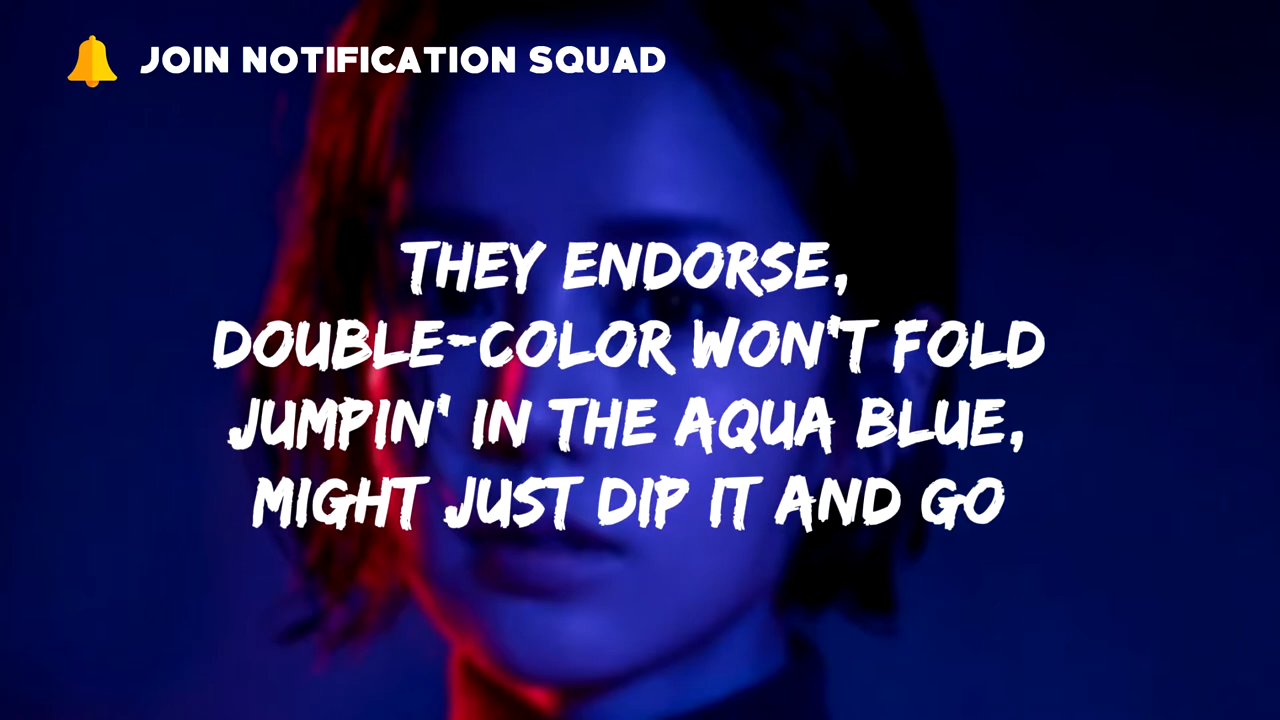 JOIN NOTIFICATION SQUAD
THEY ENDORSE,
DOUBLE-COLOR WON'T FOLD
JUMPIN' IN THE AQUA BLUE,
MIGHT JUST DIP IT AND GO